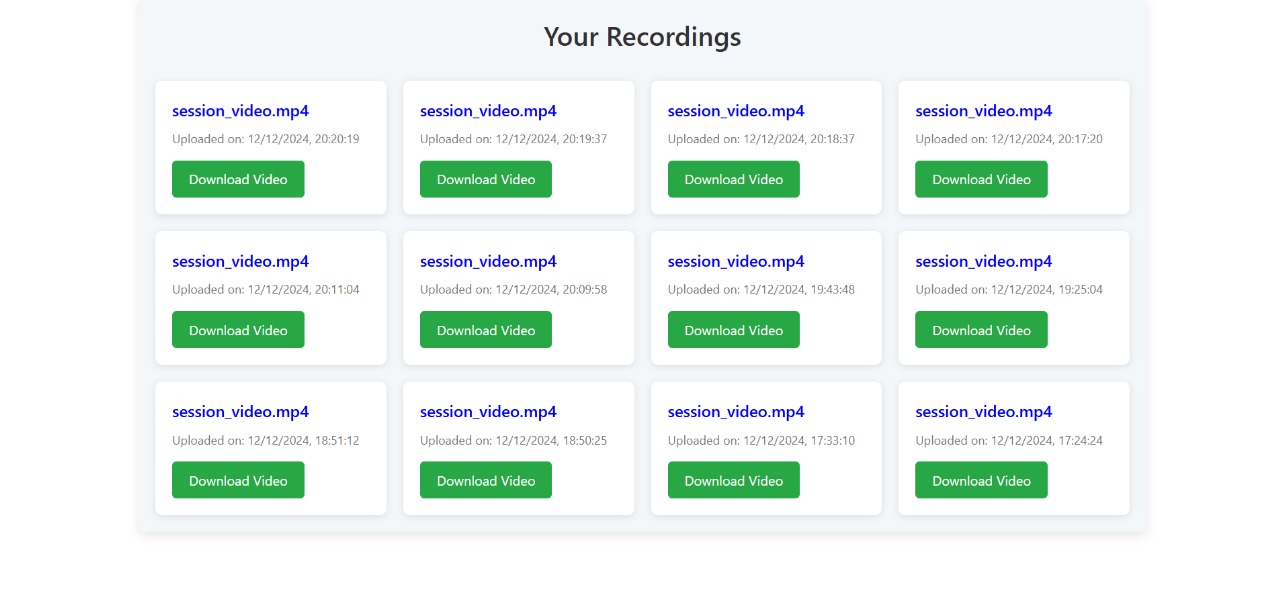 Your Recordings
session_video.mp4
Uploaded on: 12/12/2024, 20:20:19
Download Video
session_video.mp4
Uploaded on: 12/12/2024, 20:19:37
Download Video
session_video.mp4
Uploaded on: 12/12/2024, 20:18:37
Download Video
session_video.mp4
Uploaded on: 12/12/2024, 20:17:20
Download Video
session_video.mp4
Uploaded on: 12/12/2024, 20:11:04
Download Video
session_video.mp4
Uploaded on: 12/12/2024, 20:09:58
Download Video
session_video.mp4
Uploaded on: 12/12/2024, 19:43:48
Download Video
session_video.mp4
Uploaded on: 12/12/2024, 19:25:04
Download Video
session_video.mp4
Uploaded on: 12/12/2024, 18:51:12
Download Video
session_video.mp4
Uploaded on: 12/12/2024, 18:50:25
Download Video
session_video.mp4
Uploaded on: 12/12/2024, 17:33:10
Download Video
session_video.mp4
Uploaded on: 12/12/2024, 17:24:24
Download Video